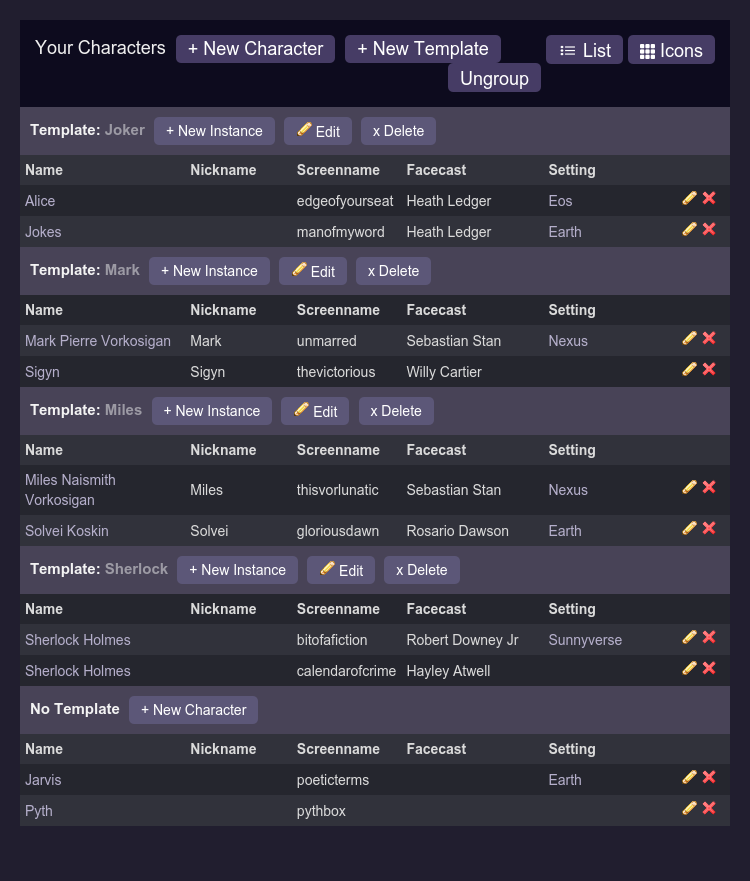 Your Characters + New Character + New Template List Icons
Ungroup
Template: Joker + New Instance Edit x Delete
Name Nickname Screenname Facecast Setting
Alice edgeofyourseat Heath Ledger Eos
Jokes manofmyword Heath Ledger Earth
Template: Mark + New Instance Edit x Delete
Name Nickname Screenname Facecast Setting
Mark Pierre Vorkosigan Mark unmarred Sebastian Stan Nexus
Sigyn Sigyn thevictorious Willy Cartier
Template: Miles + New Instance Edit x Delete
Name Nickname Screenname Facecast Setting
Miles Naismith
Vorkosigan Miles thisvorlunatic Sebastian Stan Nexus
Solvei Koskin Solvei gloriousdawn Rosario Dawson Earth
Template: Sherlock + New Instance Edit x Delete
Name Nickname Screenname Facecast Setting
Sherlock Holmes bitofafiction Robert Downey Jr Sunnyverse
Sherlock Holmes calendarofcrime Hayley Atwell
No Template + New Character
Name Nickname Screenname Facecast Setting
Jarvis poeticterms Earth
Pyth pythbox